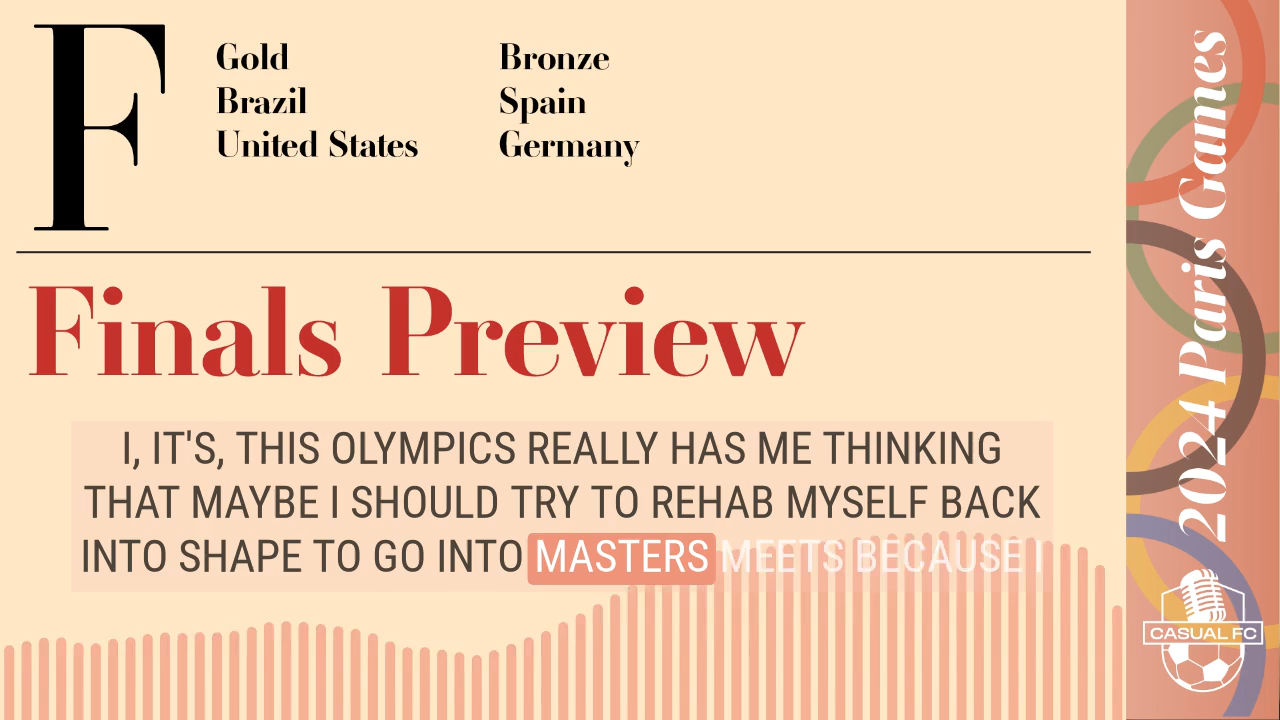 F
Gold
Brazil
United States
Bronze
Spain
Germany
Finals Preview
I, IT'S, THIS OLYMPICS REALLY HAS ME THINKING
THAT MAYBE I SHOULD TRY TO REHAB MYSELF BACK
INTO SHAPE TO GO INTO MASTERS MEETS BECAUSE I
2024 Paris Games
CASUAL FC